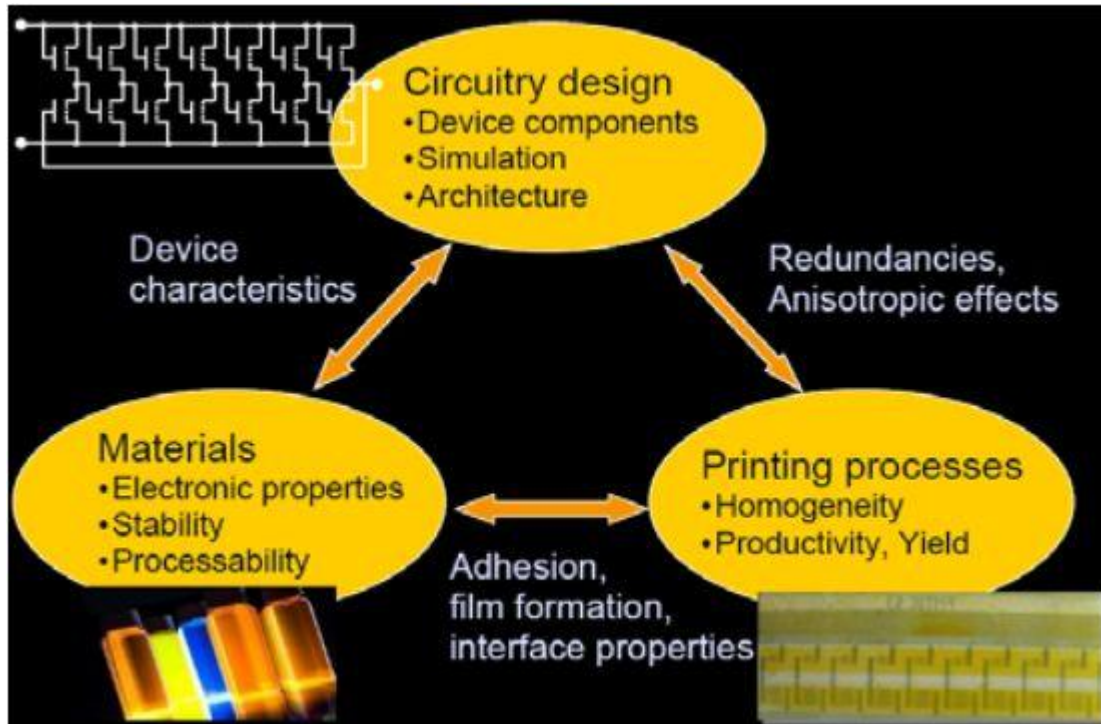 Circuitry design
•Device components
•Simulation
•Architecture
Device
characteristics
Redundancies,
Anisotropic effects
Materials
•Electronic properties
•Stability
•Processability
Printing processes
•Homogeneity
•Productivity, Yield
Adhesion,
film formation,
interface properties